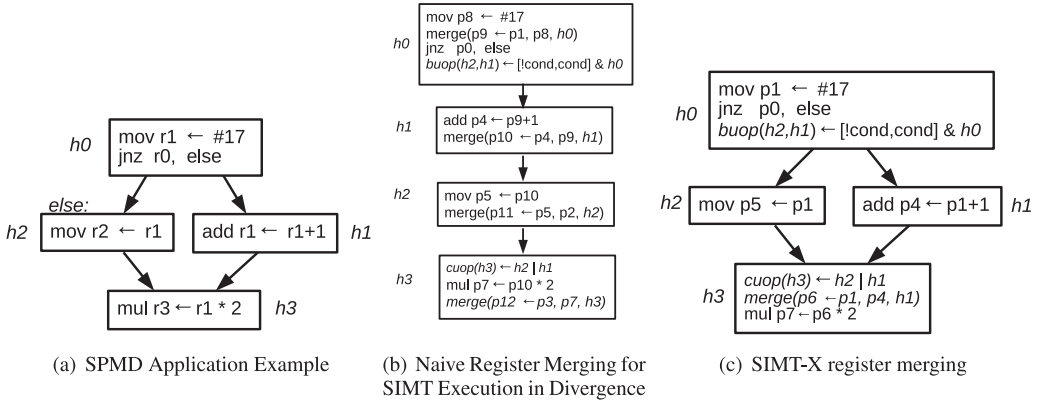 h0
mov r1 ← #17
jnz r0, else
else:
h2
mov r2 ← r1
add r1 ← r1+1
h1
mul r3 ← r1 * 2
h3
(a) SPMD Application Example
h0
mov p8 ← #17
merge(p9 ← p1, p8, h0)
jnz p0, else
buop(h2,h1) ← [!cond,cond] & h0
h1
add p4 ← p9+1
merge(p10 ← p4, p9, h1)
h2
mov p5 ← p10
merge(p11 ← p5, p2, h2)
h3
cuop(h3) ← h2 | h1
mul p7 ← p10 * 2
merge(p12 ← p3, p7, h3)
(b) Naive Register Merging for
SIMT Execution in Divergence
h0
mov p1 ← #17
jnz p0, else
buop(h2,h1) ← [!cond,cond] & h0
h2
mov p5 ← p1
add p4 ← p1+1
h1
h3
cuop(h3) ← h2 | h1
merge(p6 ← p1, p4, h1)
mul p7 ← p6 * 2
(c) SIMT-X register merging